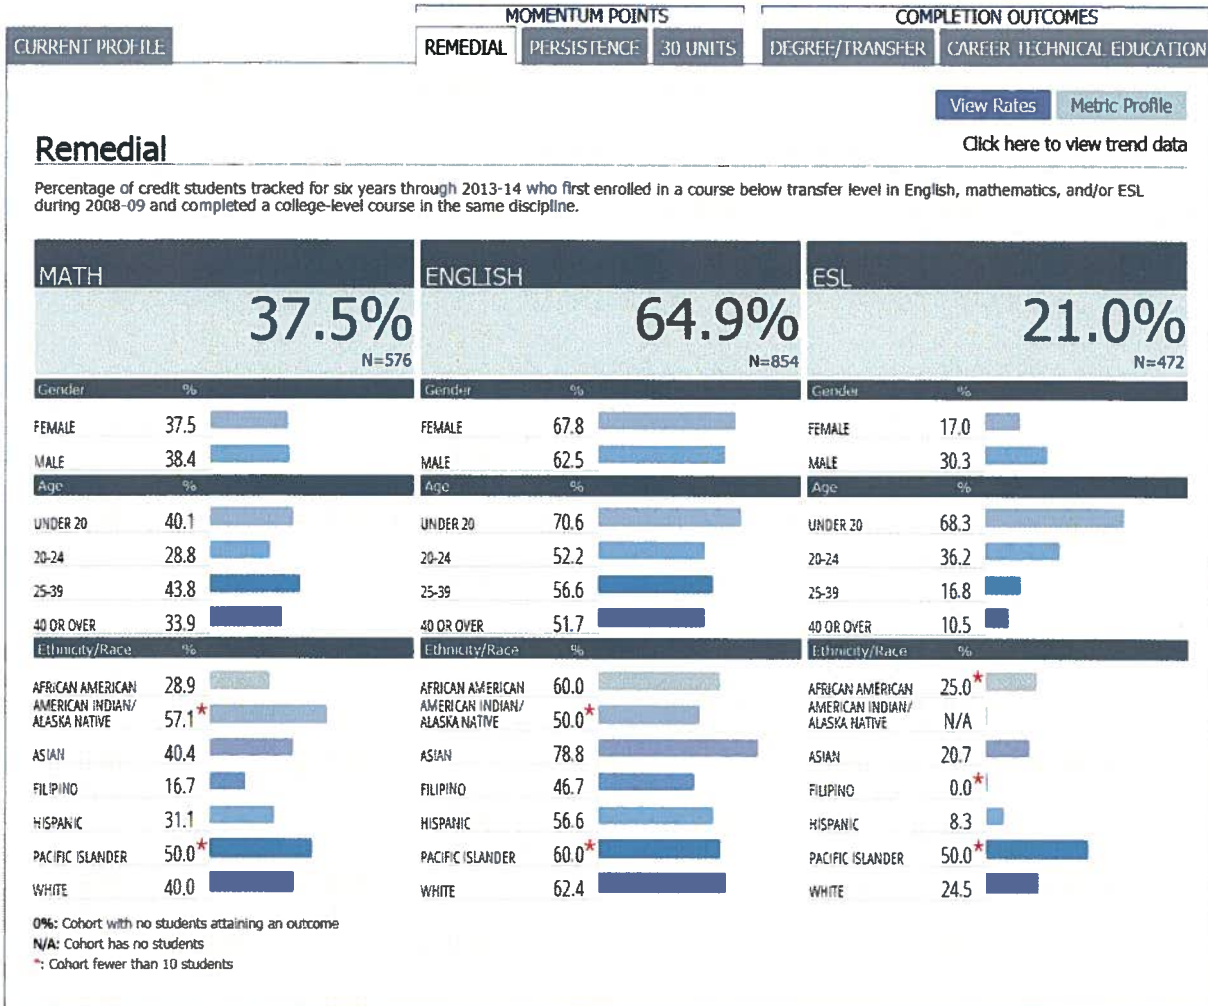 MOMENTUM POINTS
COMPLETION OUTCOMES
CURRENT PROFILE
REMEDIAL
PERSISTENCE
30 UNITS
DEGREE/TRANSFER
CAREER TECHNICAL EDUCATION
View Rates
Metric Profile
Remedial
Click here to view trend data
Percentage of credit students tracked for six years through 2013-14 who first enrolled in a course below transfer level in English, mathematics, and/or ESL
during 2008-09 and completed a college-level course in the same discipline.
MATH
37.5%
N=576
Gender %
FEMALE 37.5
MALE 38.4
Age %
UNDER 20 40.1
20-24 28.8
25-39 43.8
40 OR OVER 33.9
Ethnicity/Race %
AFRICAN AMERICAN 28.9
AMERICAN INDIAN/
ALASKA NATIVE 57.1*
ASIAN 40.4
FILIPINO 16.7
HISPANIC 31.1
PACIFIC ISLANDER 50.0*
WHITE 40.0
ENGLISH
64.9%
N=854
Gender %
FEMALE 67.8
MALE 62.5
Age %
UNDER 20 70.6
20-24 52.2
25-39 56.6
40 OR OVER 51.7
Ethnicity/Race %
AFRICAN AMERICAN 60.0
AMERICAN INDIAN/
ALASKA NATIVE 50.0*
ASIAN 78.8
FILIPINO 46.7
HISPANIC 56.6
PACIFIC ISLANDER 60.0*
WHITE 62.4
ESL
21.0%
N=472
Gender %
FEMALE 17.0
MALE 30.3
Age %
UNDER 20 68.3
20-24 36.2
25-39 16.8
40 OR OVER 10.5
Ethnicity/Race %
AFRICAN AMERICAN 25.0*
AMERICAN INDIAN/
ALASKA NATIVE N/A
ASIAN 20.7
FILIPINO 0.0*
HISPANIC 8.3
PACIFIC ISLANDER 50.0*
WHITE 24.5
0%: Cohort with no students attaining an outcome
N/A: Cohort has no students
*: Cohort fewer than 10 students